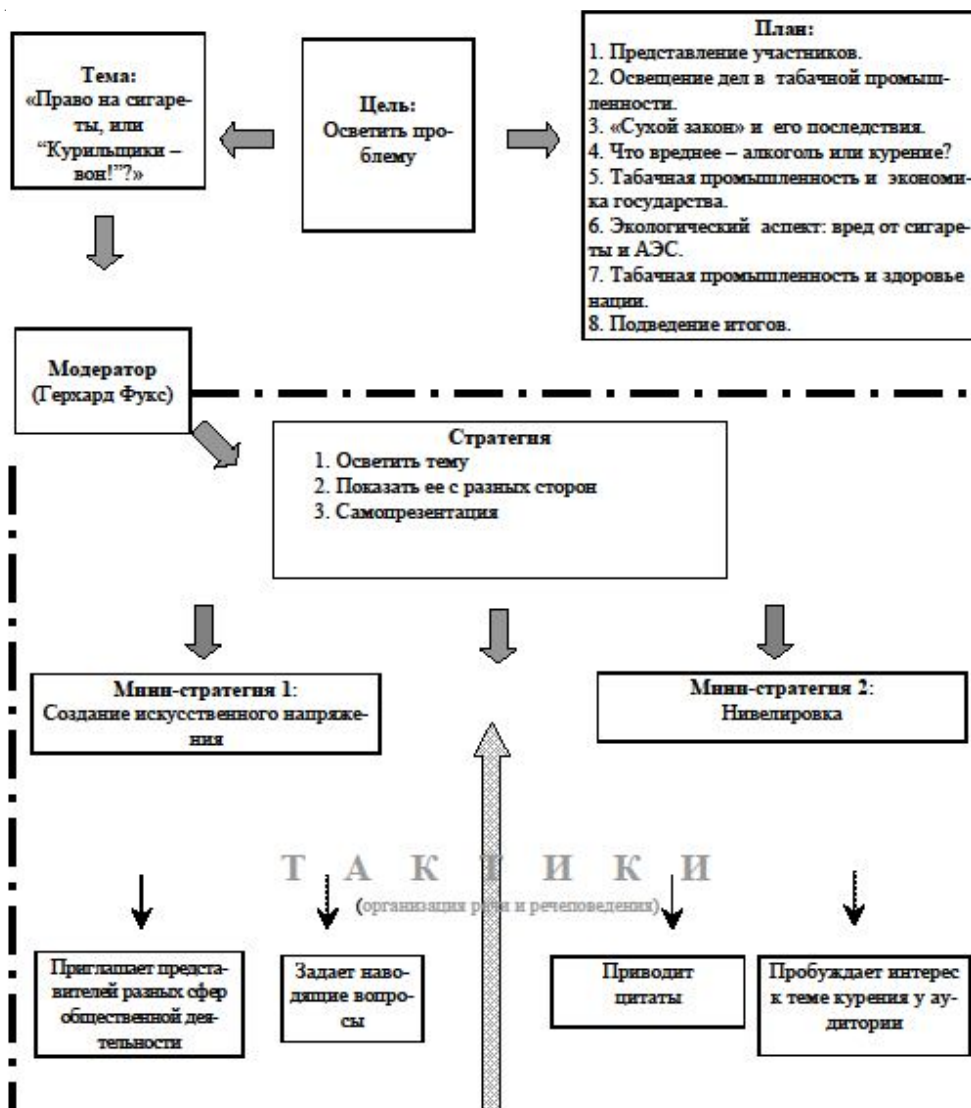 Тема:
«Право на сигаре-
ты, или
“Курильщики –
вон!”?»
Цель:
Осветить про-
блему
План:
1. Представление участников.
2. Освещение дел в табачной промыш-
ленности.
3. «Сухой закон» и его последствия.
4. Что вреднее – алкоголь или курение?
5. Табачная промышленность и экономи-
ка государства.
6. Экологический аспект: вред от сигаре-
ты и АЭС.
7. Табачная промышленность и здоровье
нации.
8. Подведение итогов.
Модератор
(Герхард Фукс)
Стратегия
1. Осветить тему
2. Показать ее с разных сторон
3. Самопрезентация
Мини-стратегия 1:
Создание искусственного напряже-
ния
Мини-стратегия 2:
Нивелировка
Т А К Т И К И
(организация речи и речеповедения)
Приглашает предста-
вителей разных сфер
общественной дея-
тельности
Задает наво-
дящие вопро-
сы
Приводит
цитаты
Пробуждает интерес
к теме курения у ау-
дитории